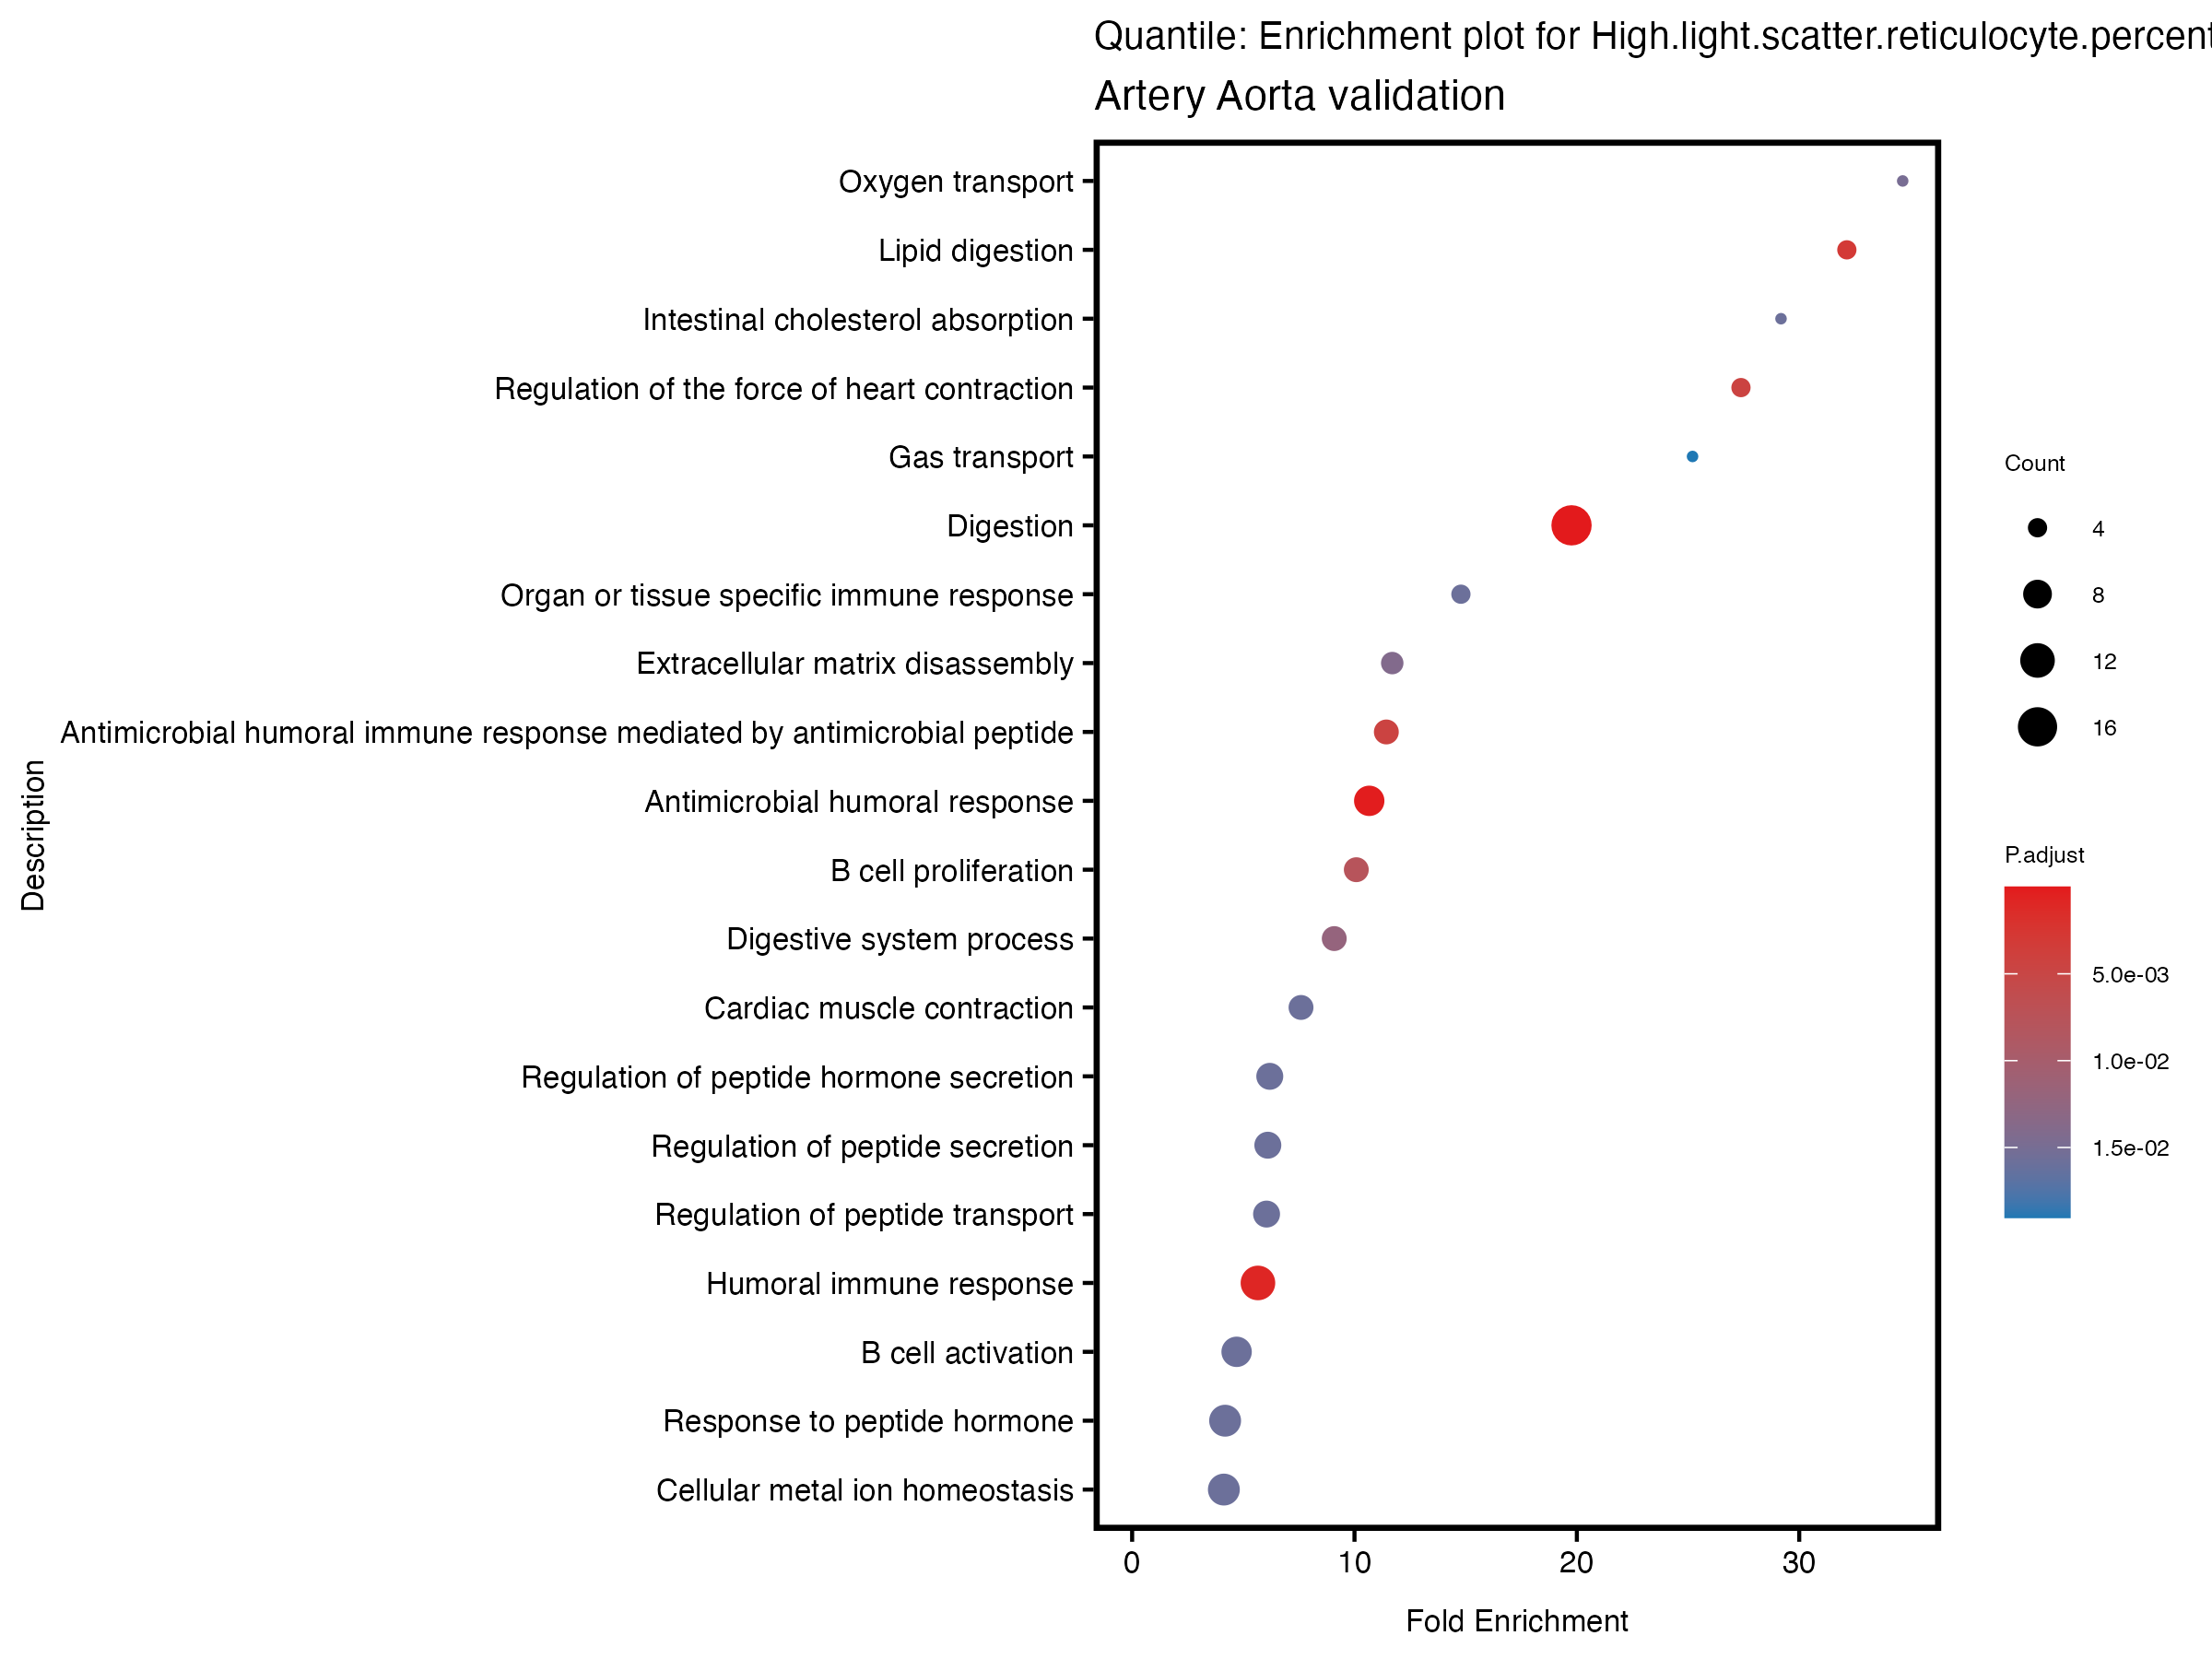 Quantile: Enrichment plot for High.light.scatter.reticulocyte.percent
Artery Aorta validation
Oxygen transport
Lipid digestion
Intestinal cholesterol absorption
Regulation of the force of heart contraction
Gas transport
Digestion
Organ or tissue specific immune response
Extracellular matrix disassembly
Antimicrobial humoral immune response mediated by antimicrobial peptide
Antimicrobial humoral response
B cell proliferation
Digestive system process
Cardiac muscle contraction
Regulation of peptide hormone secretion
Regulation of peptide secretion
Regulation of peptide transport
Humoral immune response
B cell activation
Response to peptide hormone
Cellular metal ion homeostasis
Description
0 10 20 30
Fold Enrichment
Count
4
8
12
16
P.adjust
5.0e-03
1.0e-02
1.5e-02